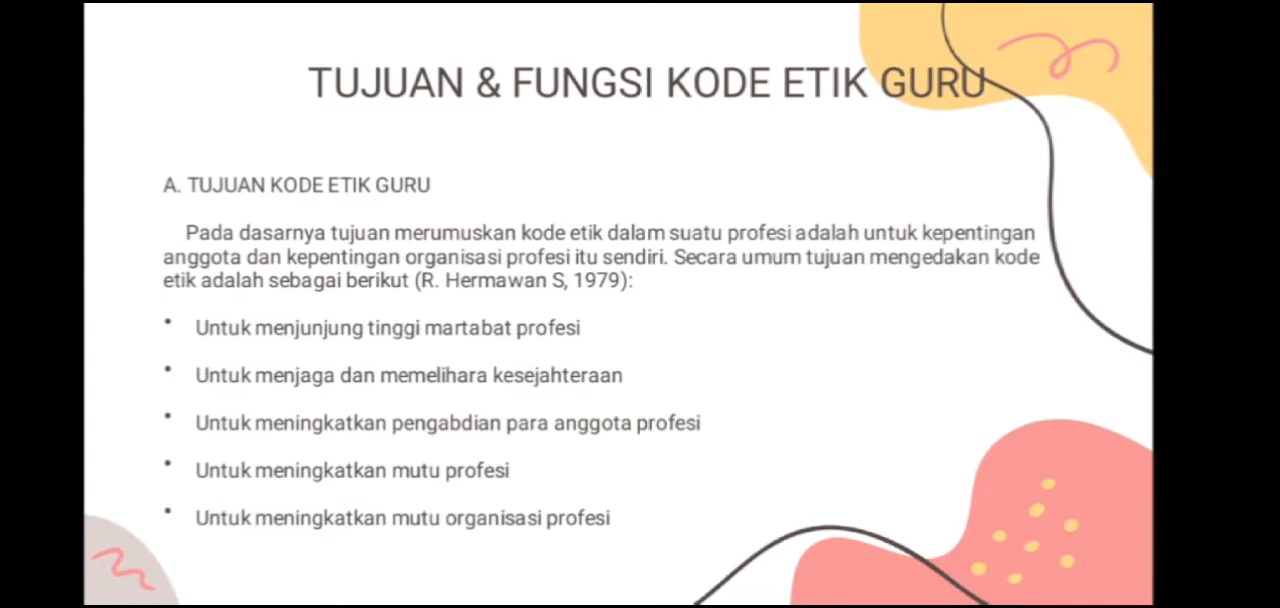 TUJUAN & FUNGSI KODE ETIK GURU
A. TUJUAN KODE ETIK GURU
Pada dasarnya tujuan merumuskan kode etik dalam suatu profesi adalah untuk kepentingan
anggota dan kepentingan organisasi profesi itu sendiri. Secara umum tujuan mengedakan kode
etik adalah sebagai berikut (R. Hermawan S, 1979):
• Untuk menjunjung tinggi martabat profesi
• Untuk menjaga dan memelihara kesejahteraan
• Untuk meningkatkan pengabdian para anggota profesi
• Untuk meningkatkan mutu profesi
• Untuk meningkatkan mutu organisasi profesi